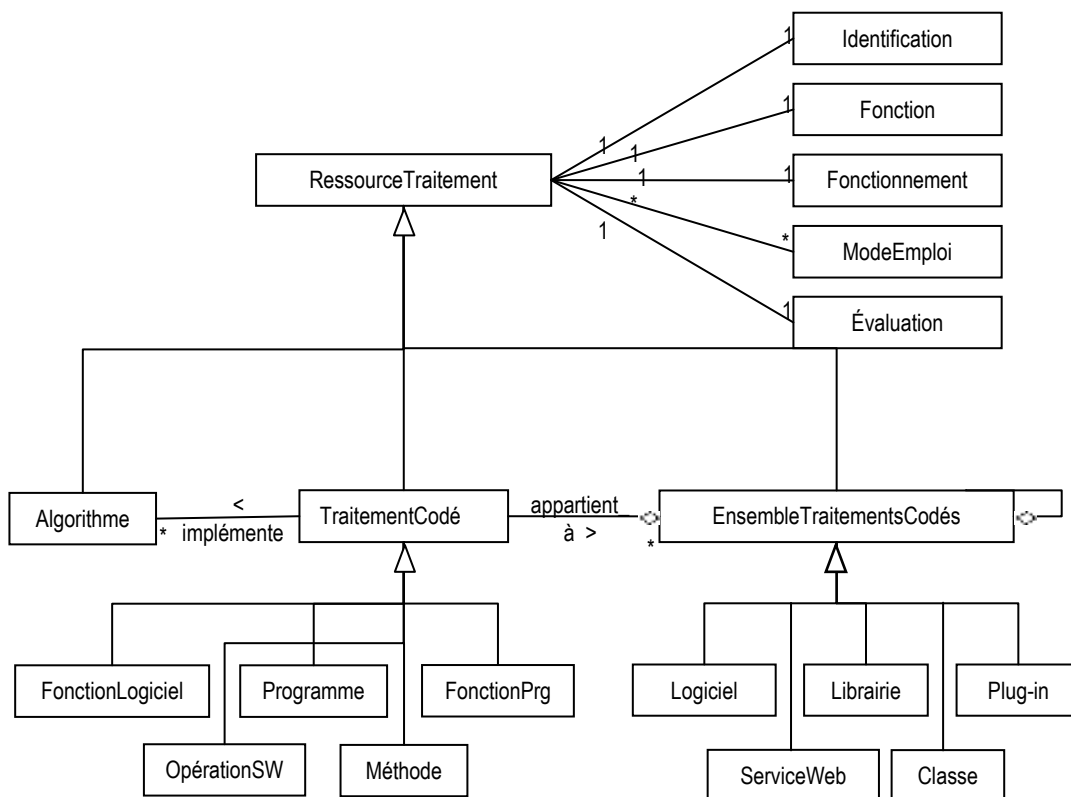 Identification
1
Fonction
1
1
1
RessourceTraitement
1
1
Fonctionnement
*
*
ModeEmploi
1
1
Évaluation
Algorithme
*
<
implémente
TraitementCodé
appartient_
à >
*
EnsembleTraitementsCodés
FonctionLogiciel
Programme
FonctionPrg
Logiciel
Librairie
Plug-in
OpérationSW
Méthode
ServiceWeb
Classe